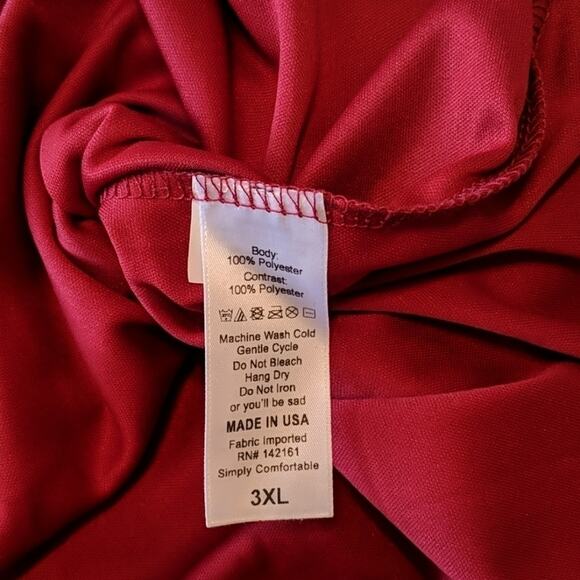 Body:
100% Polyester
Contrast:
100% Polyester
Machine Wash Cold
Gentle Cycle
Do Not Bleach
Hang Dry
Do Not Iron
or you'll be sad
MADE IN USA
Fabric Imported
RN# 142161
Simply Comfortable
3XL